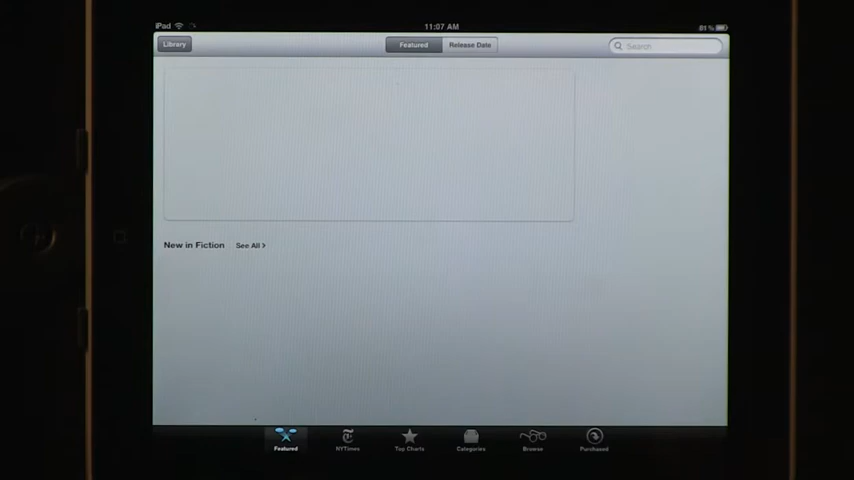 iPad 11:07 AM 81%
Library Featured Release Date Search
New in Fiction See All >
Featured NYTimes Top Charts Categories Browse Purchased